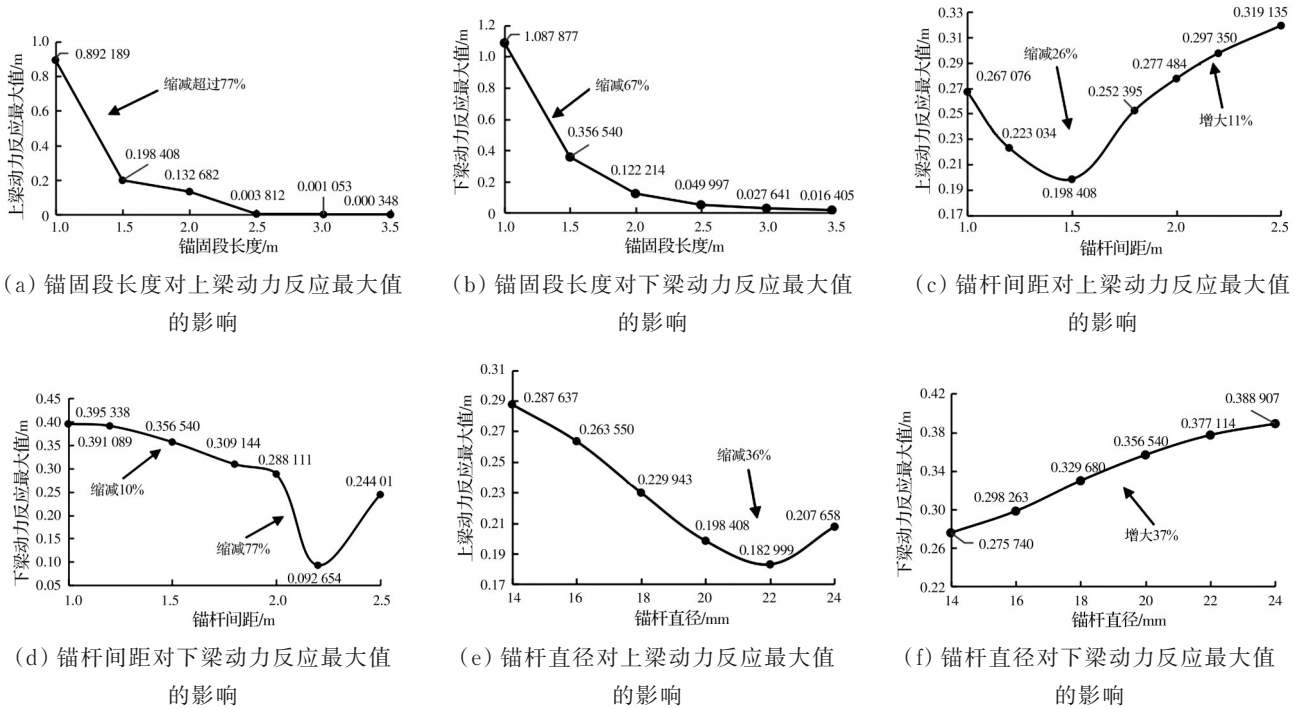 上梁动力反应最大值/m
1.0
0.8
0.6
0.4
0.2
0
0.892 189
缩减超过77%
0.198 408
0.132 682
0.003 812
0.001 053
0.000 348
1.0 1.5 2.0 2.5 3.0 3.5
锚固段长度/m
(a) 锚固段长度对上梁动力反应最大值
的影响
下梁动力反应最大值/m
1.2
1.0
0.8
0.6
0.4
0.2
0
1.087 877
缩减67%
0.356 540
0.122 214
0.049 997
0.027 641
0.016 405
1.0 1.5 2.0 2.5 3.0 3.5
锚固段长度/m
(b) 锚固段长度对下梁动力反应最大值
的影响
上梁动力反应最大值/m
0.33
0.31
0.29
0.27
0.25
0.23
0.21
0.19
0.17
0.267 076
0.223 034
缩减26%
0.198 408
0.252 395
0.277 484
0.297 350
0.319 135
增大11%
1.0 1.5 2.0 2.5
锚杆间距/m
(c) 锚杆间距对上梁动力反应最大值
的影响
下梁动力反应最大值/m
0.45
0.40
0.35
0.30
0.25
0.20
0.15
0.10
0.05
0.395 338
0.391 089
0.356 540
缩减10%
0.309 144
0.288 111
缩减77%
0.092 654
0.244 01
1.0 1.5 2.0 2.5
锚杆间距/m
(d) 锚杆间距对下梁动力反应最大值
的影响
上梁动力反应最大值/m
0.31
0.29
0.27
0.25
0.23
0.21
0.19
0.17
0.287 637
0.263 550
0.229 943
0.198 408
缩减36%
0.182 999
0.207 658
14 16 18 20 22 24
锚杆直径/mm
(e) 锚杆直径对上梁动力反应最大值
的影响
下梁动力反应最大值/m
0.42
0.38
0.34
0.30
0.26
0.22
0.275 740
0.298 263
0.329 680
0.356 540
0.377 114
0.388 907
增大37%
14 16 18 20 22 24
锚杆直径/mm
(f) 锚杆直径对下梁动力反应最大值
的影响